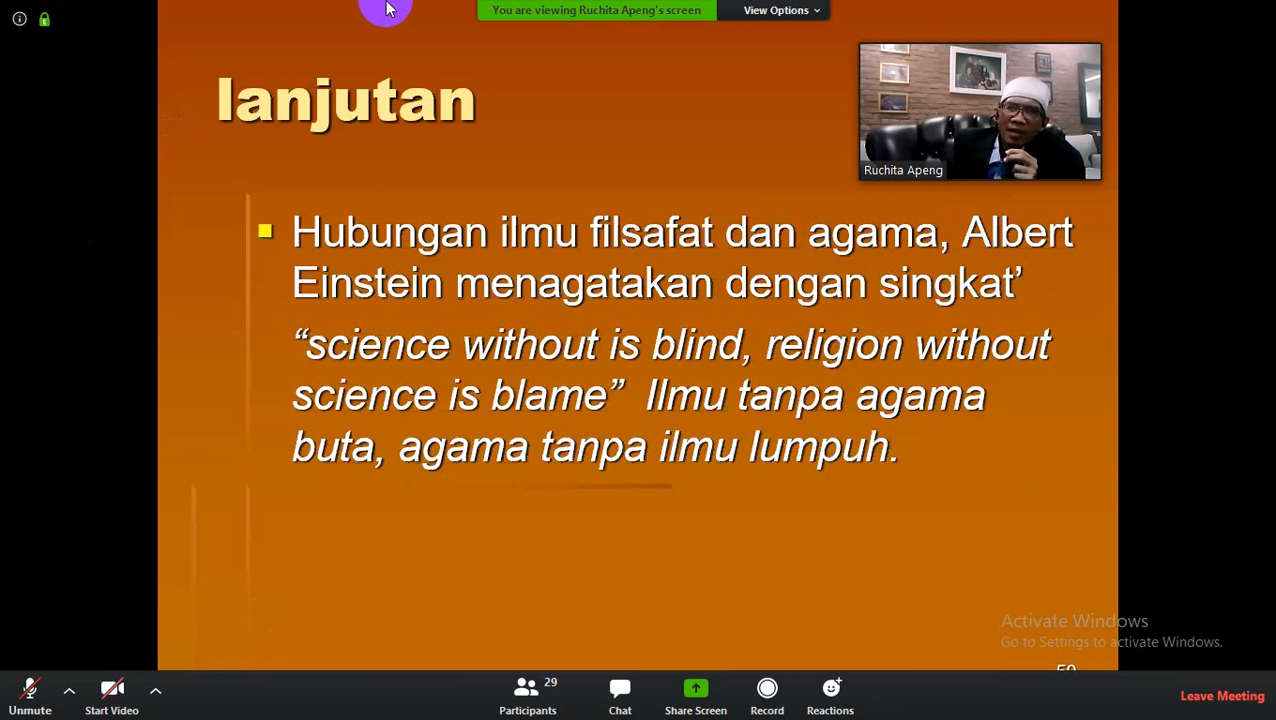 You are viewing Ruchita Apeng's screen
View Options
lanjutan
Ruchita Apeng
Hubungan ilmu filsafat dan agama, Albert
Einstein menagatakan dengan singkat’
“science without is blind, religion without
science is blame” Ilmu tanpa agama
buta, agama tanpa ilmu lumpuh.
Activate Windows
Go to Settings to activate Windows.
Unmute
Start Video
29
Participants
Chat
Share Screen
Record
Reactions
Leave Meeting